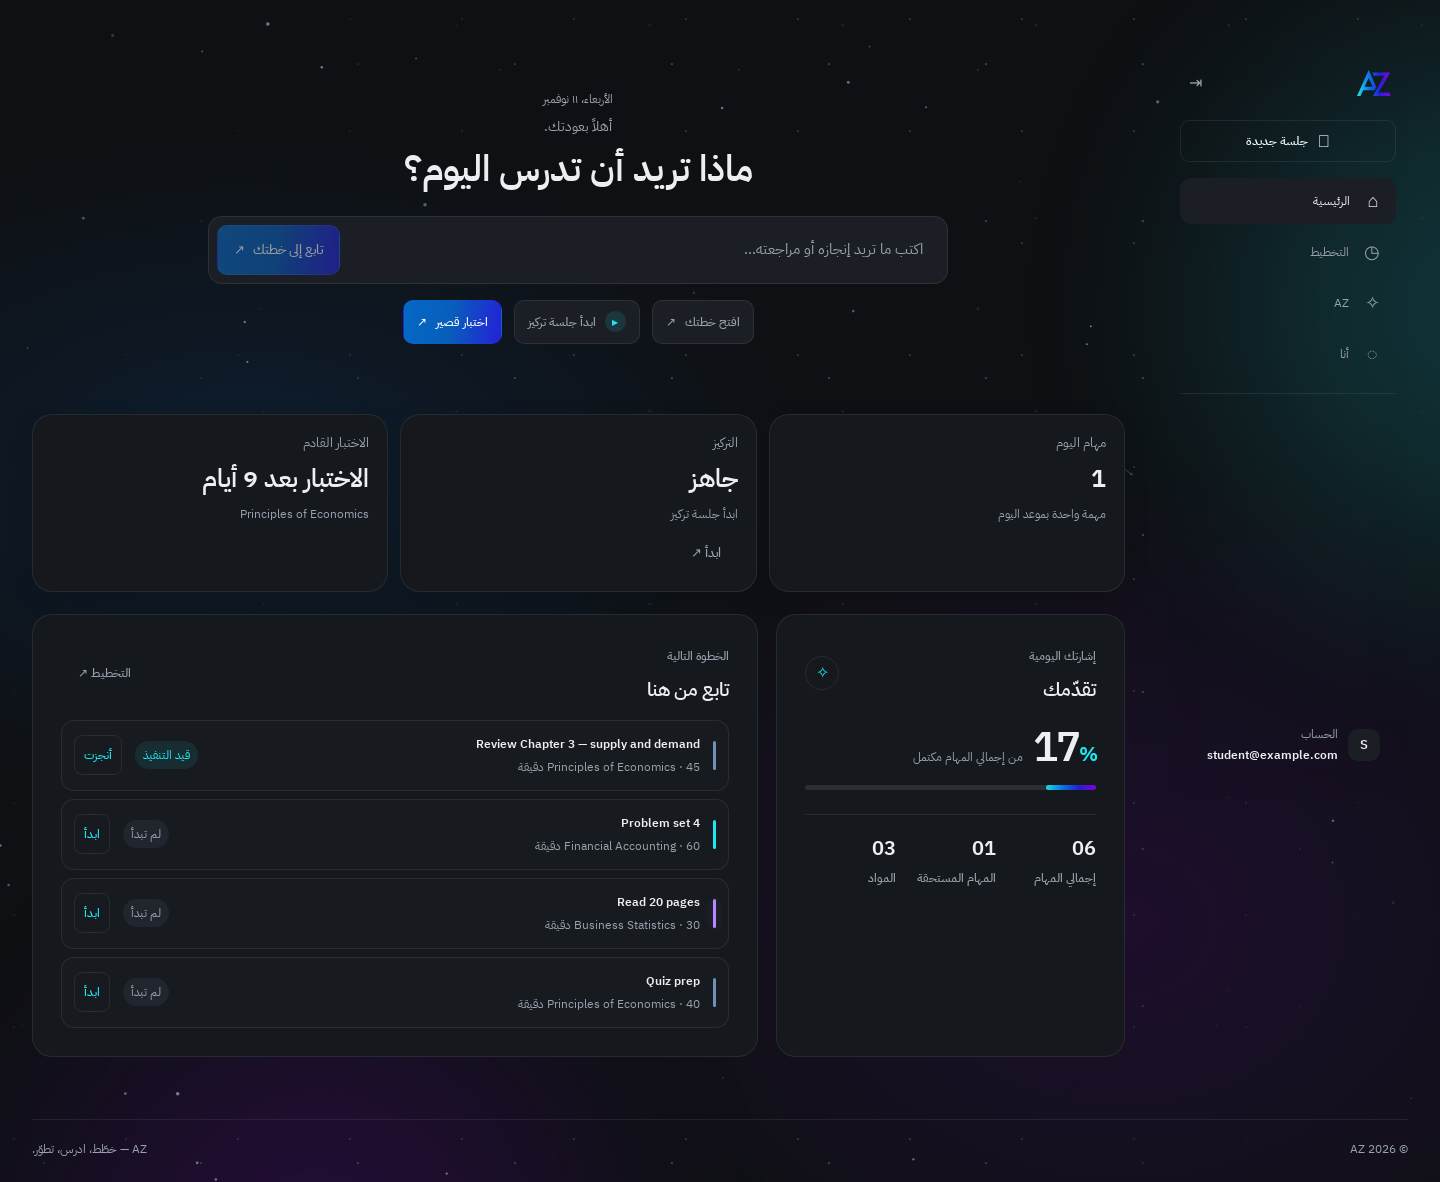 AZ
جلسة جديدة
الرئيسية
التخطيط
AZ
أنا
الحساب
student@example.com
S
الأربعاء، ١١ نوفمبر
أهلاً بعودتك.
ماذا تريد أن تدرس اليوم؟
اكتب ما تريد إنجازه أو مراجعته...
تابع إلى خطتك ↗
افتح خطتك ↗
ابدأ جلسة تركيز
اختبار قصير ↗
مهام اليوم
1
مهمة واحدة بموعد اليوم
التركيز
جاهز
ابدأ جلسة تركيز
ابدأ ↗
الاختبار القادم
الاختبار بعد 9 أيام
Principles of Economics
إشارتك اليومية
تقدّمك
17%
من إجمالي المهام مكتمل
06
إجمالي المهام
01
المهام المستحقة
03
المواد
الخطوة التالية
تابع من هنا
التخطيط ↗
Review Chapter 3 — supply and demand
Principles of Economics · 45 دقيقة
قيد التنفيذ
أنجزت
Problem set 4
Financial Accounting · 60 دقيقة
لم تبدأ
ابدأ
Read 20 pages
Business Statistics · 30 دقيقة
لم تبدأ
ابدأ
Quiz prep
Principles of Economics · 40 دقيقة
لم تبدأ
ابدأ
© 2026 AZ
AZ — خطّط، ادرس، تطوّر.